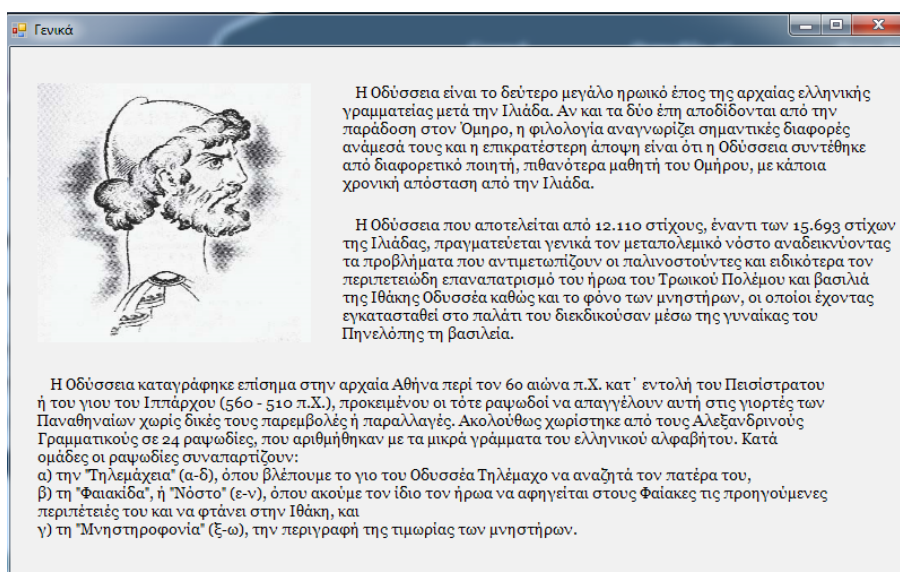 Γενικά
Η Οδύσσεια είναι το δεύτερο μεγάλο ηρωικό έπος της αρχαίας ελληνικής
γραμματείας μετά την Ιλιάδα. Αν και τα δύο έπη αποδίδονται από την
παράδοση στον Όμηρο, η φιλολογία αναγνωρίζει σημαντικές διαφορές
ανάμεσά τους και η επικρατέστερη άποψη είναι ότι η Οδύσσεια συντέθηκε
από διαφορετικό ποιητή, πιθανότερα μαθητή του Ομήρου, με κάποια
χρονική απόσταση από την Ιλιάδα.
Η Οδύσσεια που αποτελείται από 12.110 στίχους, έναντι των 15.693 στίχων
της Ιλιάδας, πραγματεύεται γενικά τον μεταπολεμικό νόστο αναδεικνύοντας
τα προβλήματα που αντιμετωπίζουν οι παλινοστούντες και ειδικότερα τον
περιπετειώδη επαναπατρισμό του ήρωα του Τρωικού Πολέμου και βασιλιά
της Ιθάκης Οδυσσέα καθώς και το φόνο των μνηστήρων, οι οποίοι έχοντας
εγκατασταθεί στο παλάτι του διεκδικούσαν μέσω της γυναίκας του
Πηνελόπης τη βασιλεία.
Η Οδύσσεια καταγράφηκε επίσημα στην αρχαία Αθήνα περί τον 6ο αιώνα π.Χ. κατ΄ εντολή του Πεισίστρατου
ή του γιου του Ιππάρχου (560 - 510 π.Χ.), προκειμένου οι τότε ραψωδοί να απαγγέλουν αυτή στις γιορτές των
Παναθηναίων χωρίς δικές τους παρεμβολές ή παραλλαγές. Ακολούθως χωρίστηκε από τους Αλεξανδρινούς
Γραμματικούς σε 24 ραψωδίες, που αριθμήθηκαν με τα μικρά γράμματα του ελληνικού αλφαβήτου. Κατά
ομάδες οι ραψωδίες συναπαρτίζουν:
α) την "Τηλεμάχεια" (α-δ), όπου βλέπουμε το γιο του Οδυσσέα Τηλέμαχο να αναζητά τον πατέρα του,
β) τη "Φαιακίδα", ή "Νόστο" (ε-ν), όπου ακούμε τον ίδιο τον ήρωα να αφηγείται στους Φαίακες τις προηγούμενες
περιπέτειές του και να φτάνει στην Ιθάκη, και
γ) τη "Μνηστηροφονία" (ξ-ω), την περιγραφή της τιμωρίας των μνηστήρων.